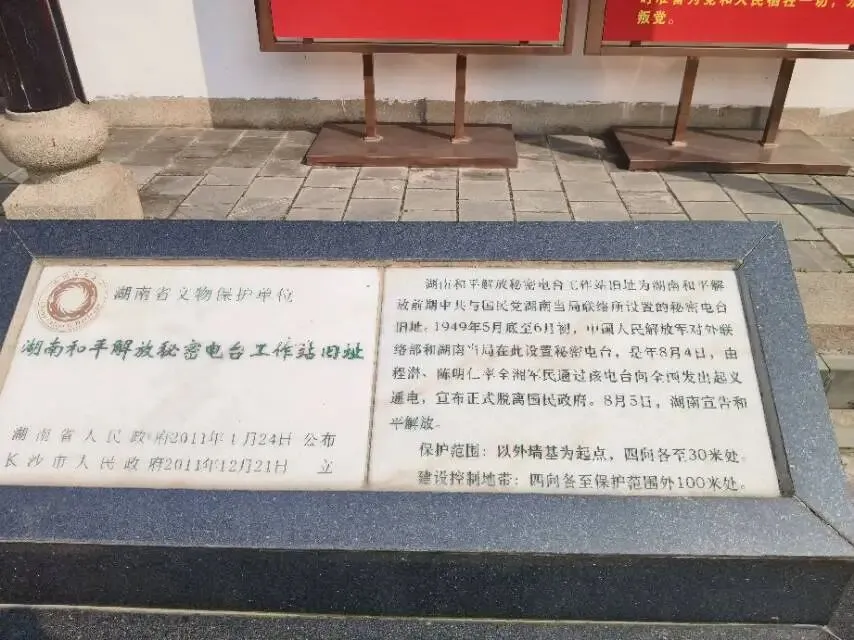 时准备为党和人民牺牲一切，永
叛党。
湖南省文物保护单位
湖南和平解放秘密电台工作站旧址
湖南省人民政府2011年1月24日 公布
长沙市人民政府2011年12月21日 立
湖南和平解放秘密电台工作站旧址为湖南和平解
放前期中共与国民党湖南当局联络所设置的秘密电台
旧址。1949年5月底至6月初，中国人民解放军对外联
络部和湖南当局在此设置秘密电台，是年8月4日，由
程潜、陈明仁率全湘军民通过该电台向全国发出起义
通电，宣布正式脱离国民政府。8月5日，湖南宣告和
平解放。
保护范围：以外墙基为起点，四向各至30米处。
建设控制地带：四向各至保护范围外100米处。